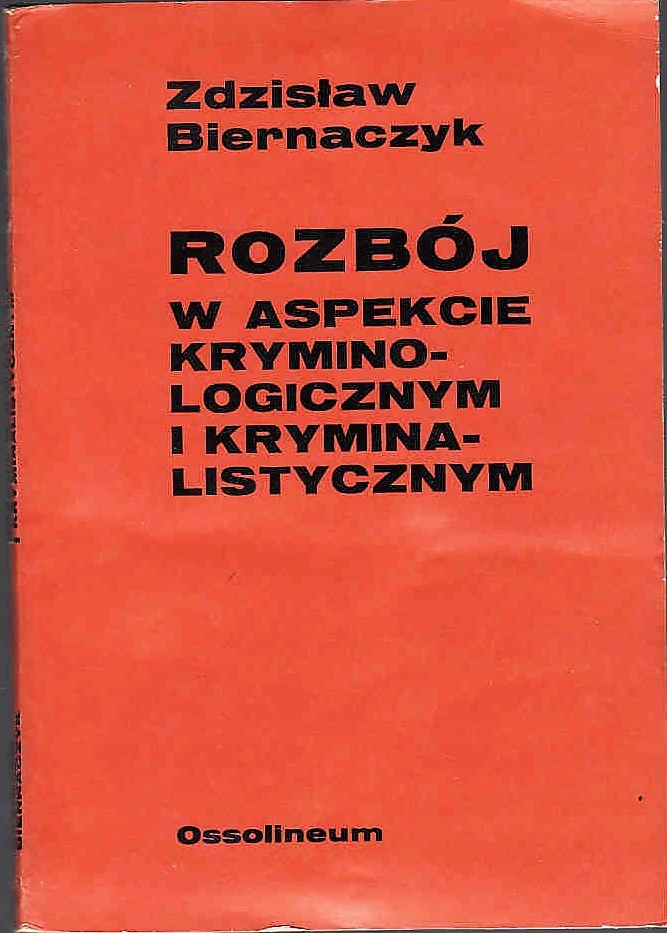 Zdzisław
Biernaczyk
ROZBÓJ
W ASPEKCIE
KRYMINO-
LOGICZNYM
I KRYMINA-
LISTYCZNYM
Ossolineum